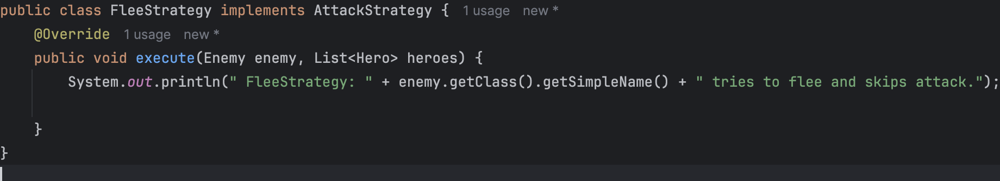 public class FleeStrategy implements AttackStrategy { 1 usage new *
@Override 1 usage new *
public void execute(Enemy enemy, List<Hero> heroes) {
System.out.println(" FleeStrategy: " + enemy.getClass().getSimpleName() + " tries to flee and skips attack.");
}
}